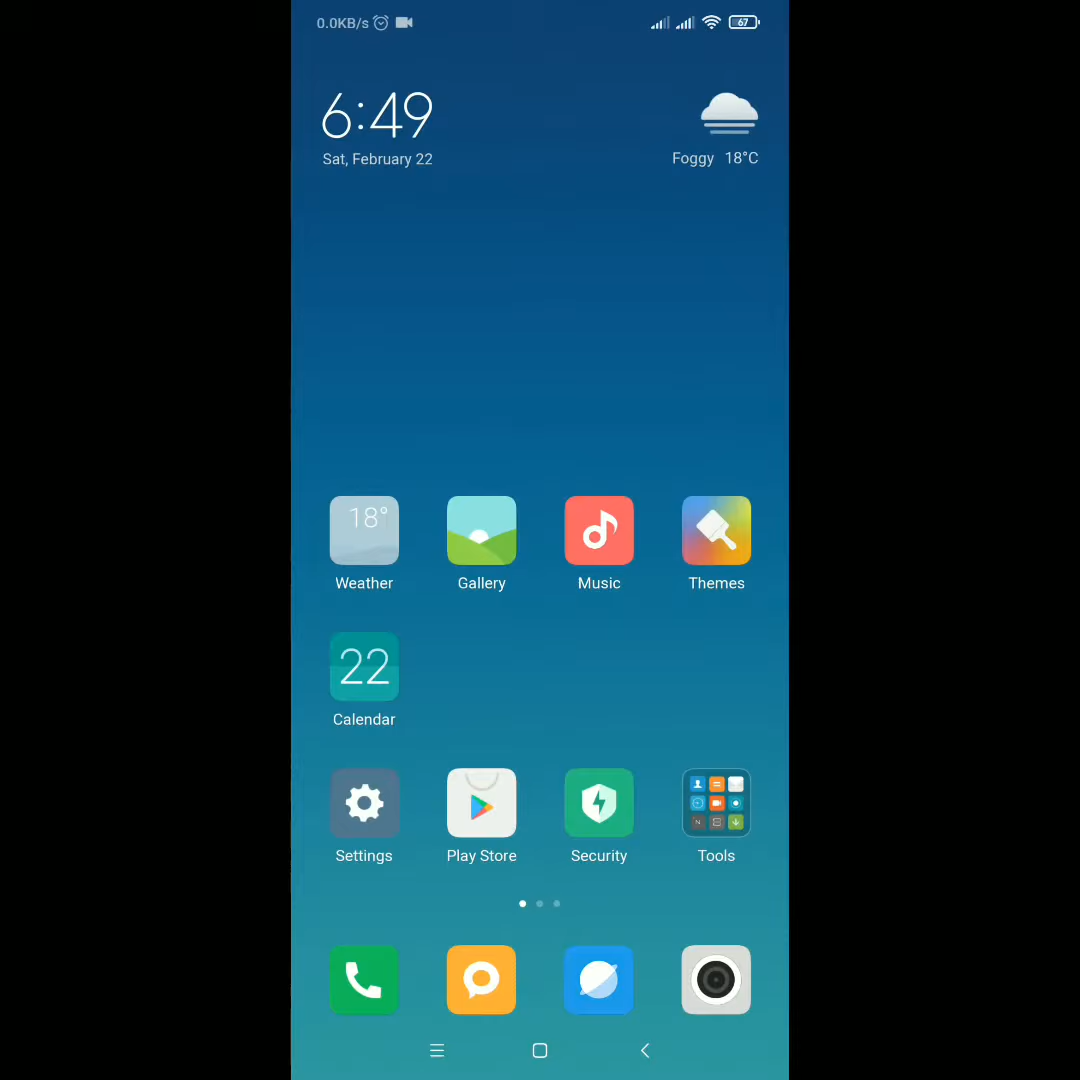 0.0KB/s 67
6:49
Sat, February 22
Foggy 18°C
18°
Weather Gallery Music Themes
22
Calendar
Settings Play Store Security Tools